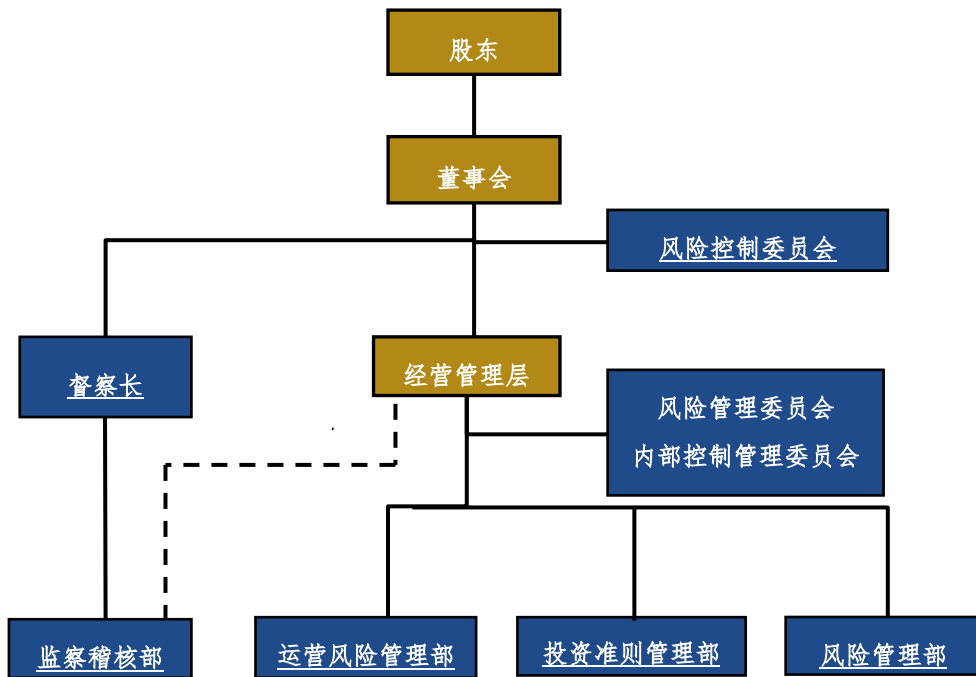 股东
董事会
风险控制委员会
督察长
经营管理层
风险管理委员会
内部控制管理委员会
监察稽核部
运营风险管理部
投资准则管理部
风险管理部